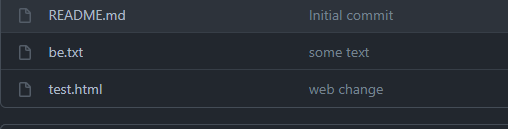 README.md Initial commit
be.txt some text
test.html web change